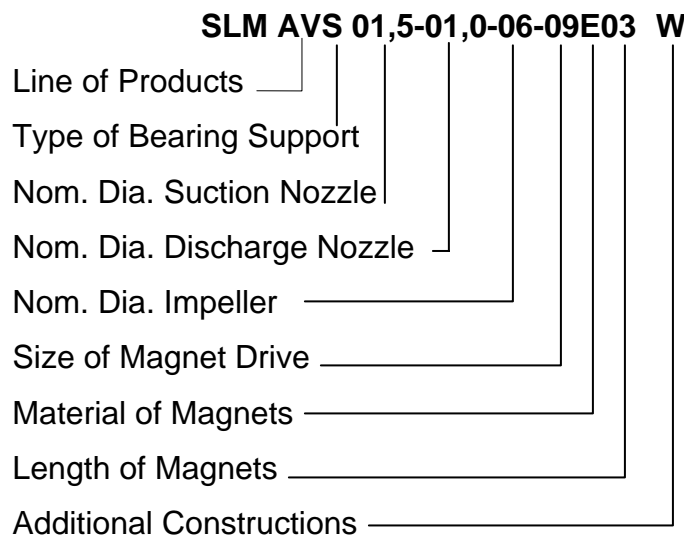 SLM AVS 01,5-01,0-06-09E03 W
Line of Products
Type of Bearing Support
Nom. Dia. Suction Nozzle
Nom. Dia. Discharge Nozzle
Nom. Dia. Impeller
Size of Magnet Drive
Material of Magnets
Length of Magnets
Additional Constructions